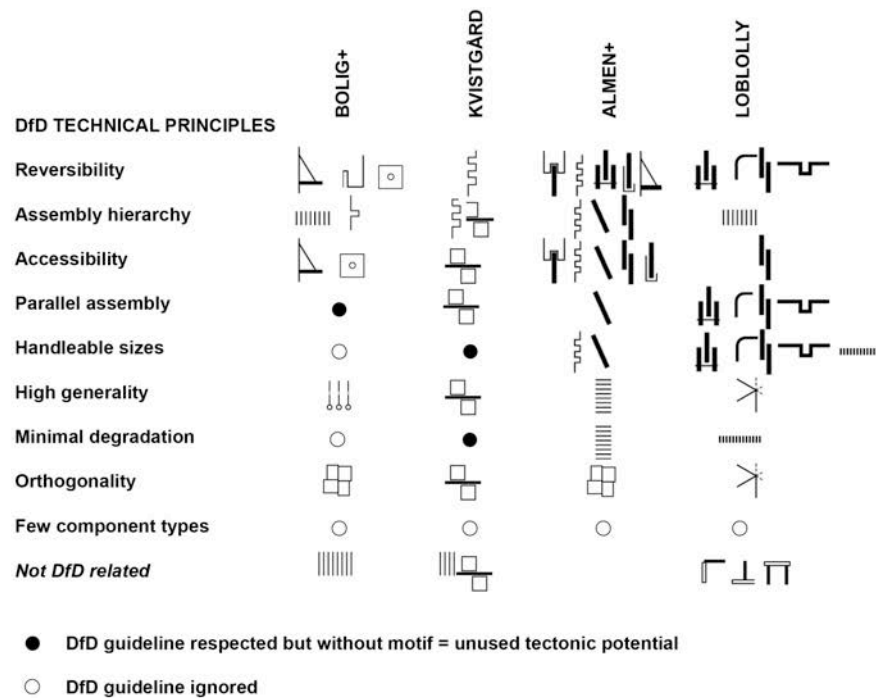 BOLIG+
KVISTGÅRD
ALMEN+
LOBLOLLY
DfD TECHNICAL PRINCIPLES
Reversibility
Assembly hierarchy
Accessibility
Parallel assembly
Handleable sizes
High generality
Minimal degradation
Orthogonality
Few component types
Not DfD related
DfD guideline respected but without motif = unused tectonic potential
DfD guideline ignored